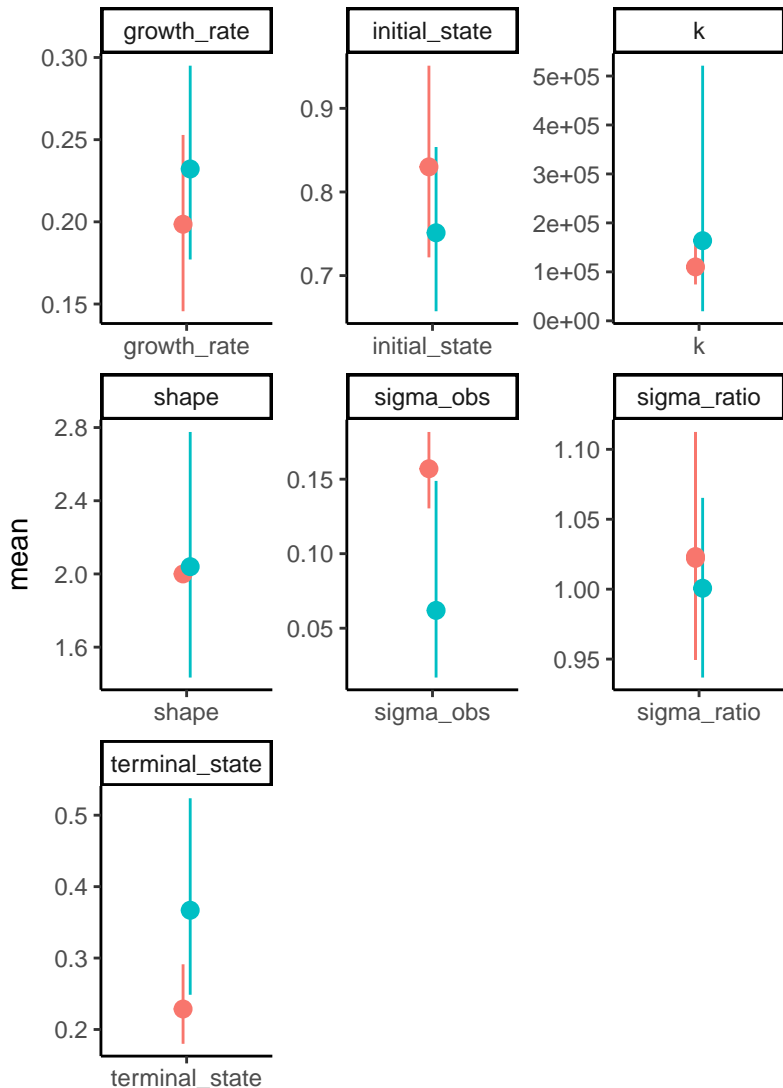 growth_rate
initial_state
k
0.30
0.25
0.20
0.15
0.9
0.8
0.7
5e+05
4e+05
3e+05
2e+05
1e+05
0e+00
growth_rate
initial_state
k
shape
sigma_obs
sigma_ratio
mean
2.8
2.4
2.0
1.6
0.15
0.10
0.05
1.10
1.05
1.00
0.95
shape
sigma_obs
sigma_ratio
terminal_state
0.5
0.4
0.3
0.2
terminal_state